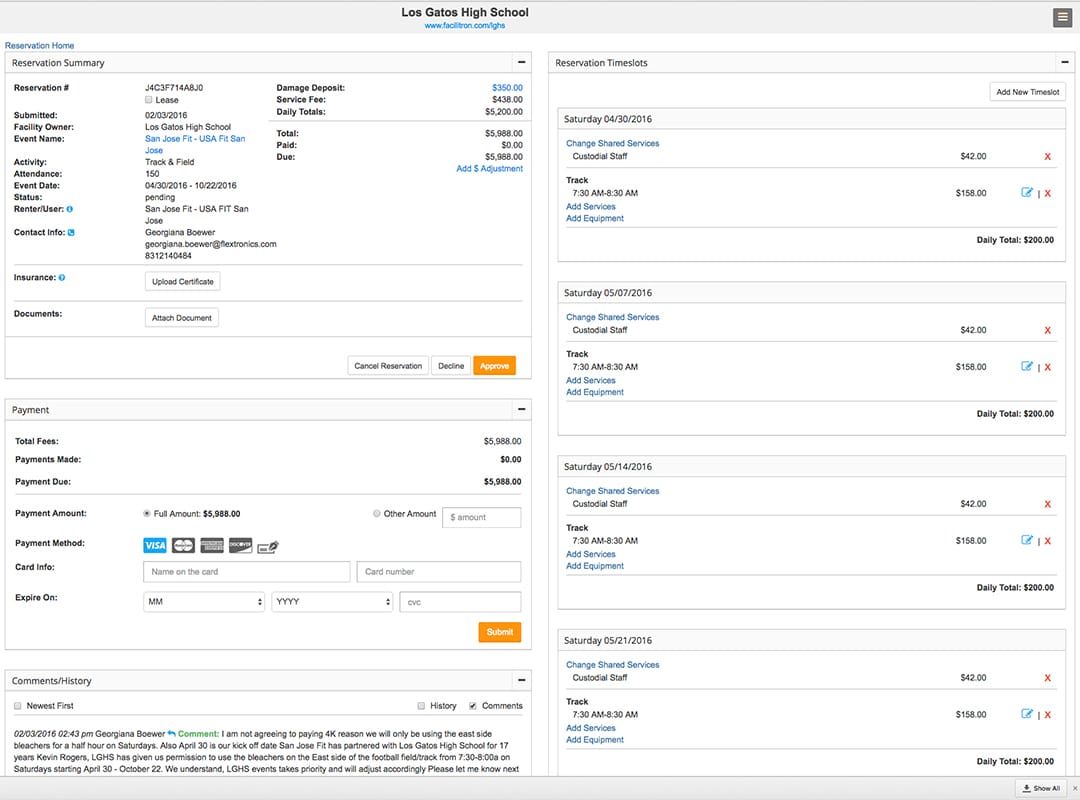 Los Gatos High School
www.facilitron.com/lghs
Reservation Home
Reservation Summary
Reservation # J4C3F714A8J0
Lease
Submitted: 02/03/2016
Facility Owner: Los Gatos High School
Event Name: San Jose Fit - USA Fit San
Jose
Activity: Track & Field
Attendance: 150
Event Date: 04/30/2016 - 10/22/2016
Status: pending
Renter/User: San Jose Fit - USA FIT San
Jose
Contact Info: Georgiana Boewer
georgiana.boewer@flextronics.com
8312140484
Damage Deposit: $350.00
Service Fee: $438.00
Daily Totals: $5,200.00
Total: $5,988.00
Paid: $0.00
Due: $5,988.00
Add $ Adjustment
Insurance: Upload Certificate
Documents: Attach Document
Cancel Reservation Decline Approve
Payment
Total Fees: $5,988.00
Payments Made: $0.00
Payment Due: $5,988.00
Payment Amount: Full Amount: $5,988.00 Other Amount $ amount
Payment Method: VISA MasterCard AMERICAN EXPRESS DISCOVER
Card Info: Name on the card Card number
Expire On: MM YYYY cvc
Submit
Comments/History
Newest First History Comments
02/03/2016 02:43 pm Georgiana Boewer Comment: I am not agreeing to paying 4K reason we will only be using the east side
bleachers for a half hour on Saturdays. Also April 30 is our kick off date San Jose Fit has partnered with Los Gatos High School for 17
years Kevin Rogers, LGHS has given us permission to use the bleachers on the East side of the football field/track from 7:30-8:00a on
Saturdays starting April 30 - October 22. We understand, LGHS events takes priority and will adjust accordingly Please let me know next
Reservation Timeslots
Add New Timeslot
Saturday 04/30/2016
Change Shared Services
Custodial Staff $42.00 X
Track
7:30 AM-8:30 AM $158.00 | X
Add Services
Add Equipment
Daily Total: $200.00
Saturday 05/07/2016
Change Shared Services
Custodial Staff $42.00 X
Track
7:30 AM-8:30 AM $158.00 | X
Add Services
Add Equipment
Daily Total: $200.00
Saturday 05/14/2016
Change Shared Services
Custodial Staff $42.00 X
Track
7:30 AM-8:30 AM $158.00 | X
Add Services
Add Equipment
Daily Total: $200.00
Saturday 05/21/2016
Change Shared Services
Custodial Staff $42.00 X
Track
7:30 AM-8:30 AM $158.00 | X
Add Services
Add Equipment
Daily Total: $200.00
Show All ×